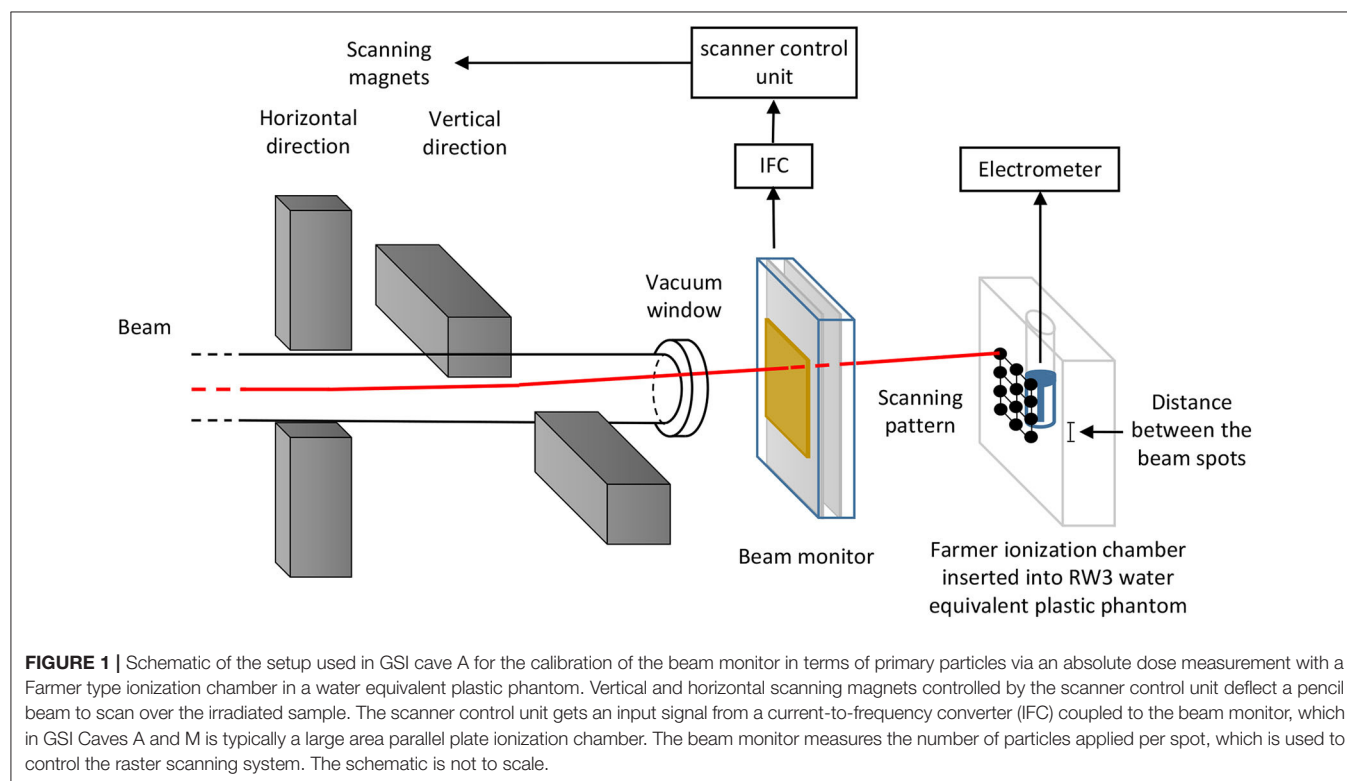 Scanning
magnets
scanner control
unit
Horizontal
direction
Vertical
direction
IFC
Electrometer
Beam
Vacuum
window
Scanning
pattern
Distance
between the
beam spots
Beam monitor
Farmer ionization chamber
inserted into RW3 water
equivalent plastic phantom
FIGURE 1 | Schematic of the setup used in GSI cave A for the calibration of the beam monitor in terms of primary particles via an absolute dose measurement with a
Farmer type ionization chamber in a water equivalent plastic phantom. Vertical and horizontal scanning magnets controlled by the scanner control unit deflect a pencil
beam to scan over the irradiated sample. The scanner control unit gets an input signal from a current-to-frequency converter (IFC) coupled to the beam monitor, which
in GSI Caves A and M is typically a large area parallel plate ionization chamber. The beam monitor measures the number of particles applied per spot, which is used to
control the raster scanning system. The schematic is not to scale.